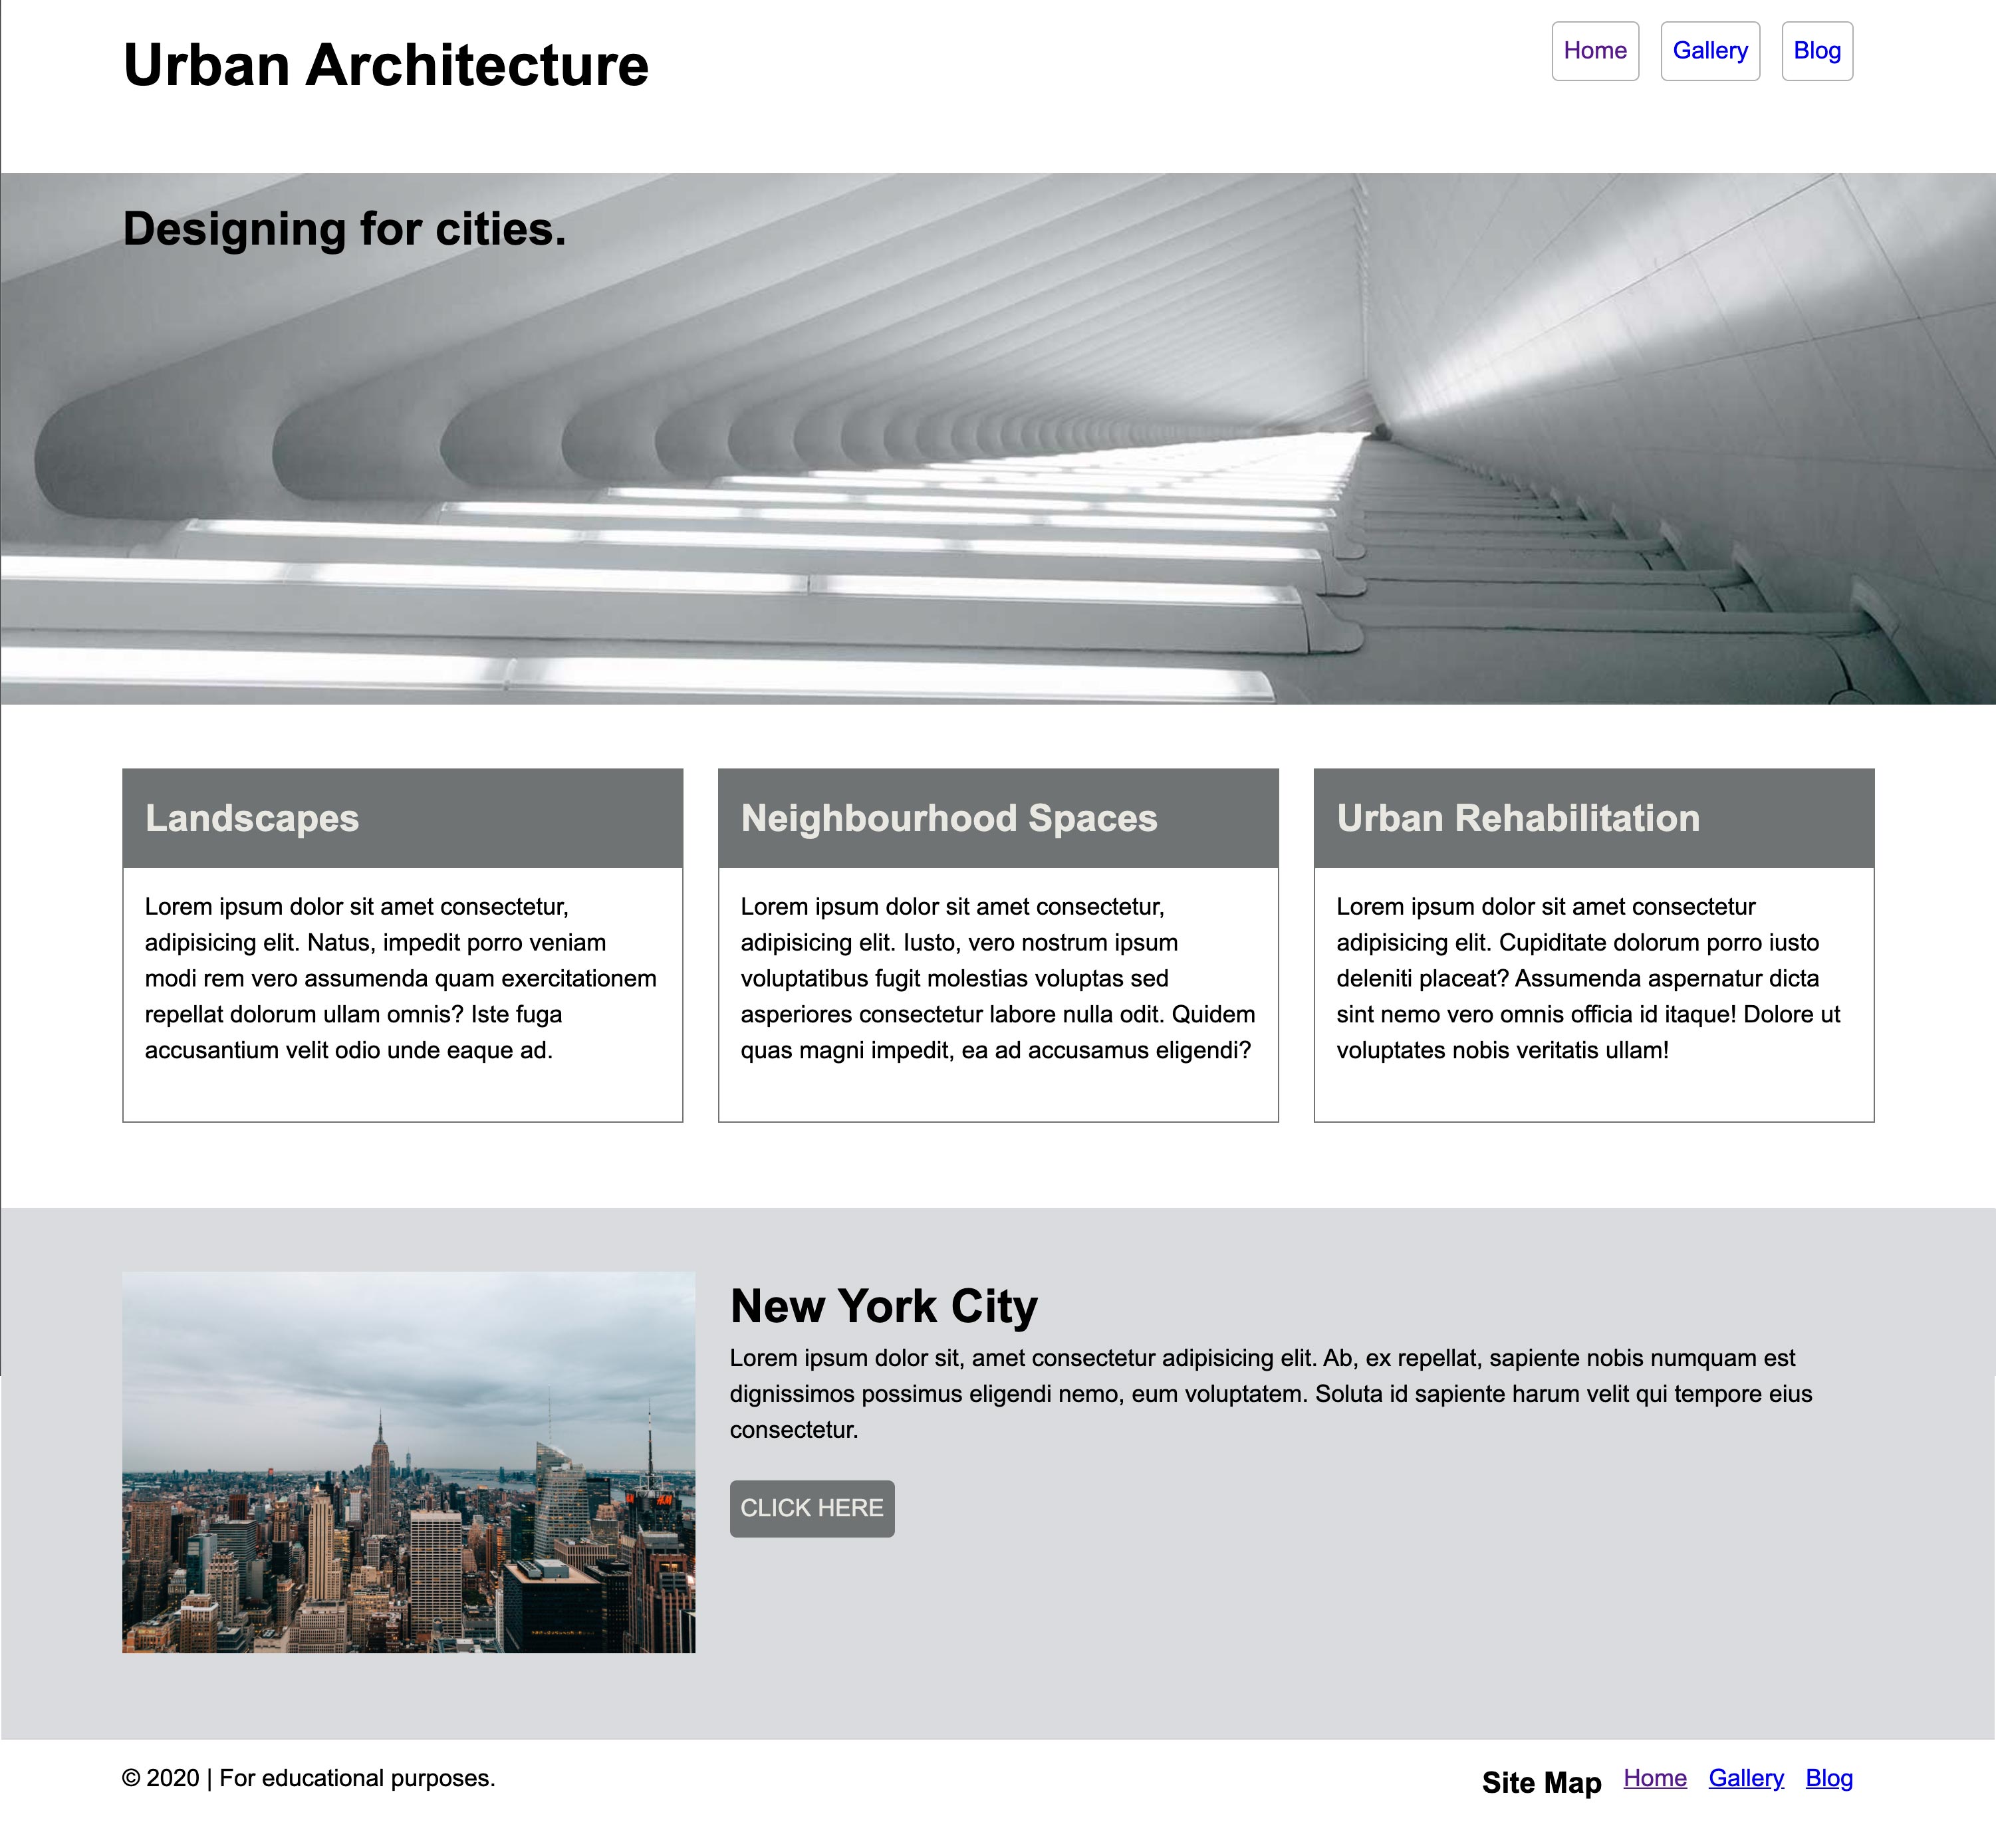 Urban Architecture
Home Gallery Blog
Designing for cities.
Landscapes
Lorem ipsum dolor sit amet consectetur,
adipisicing elit. Natus, impedit porro veniam
modi rem vero assumenda quam exercitationem
repellat dolorum ullam omnis? Iste fuga
accusantium velit odio unde eaque ad.
Neighbourhood Spaces
Lorem ipsum dolor sit amet consectetur,
adipisicing elit. Iusto, vero nostrum ipsum
voluptatibus fugit molestias voluptas sed
asperiores consectetur labore nulla odit. Quidem
quas magni impedit, ea ad accusamus eligendi?
Urban Rehabilitation
Lorem ipsum dolor sit amet consectetur
adipisicing elit. Cupiditate dolorum porro iusto
deleniti placeat? Assumenda aspernatur dicta
sint nemo vero omnis officia id itaque! Dolore ut
voluptates nobis veritatis ullam!
New York City
Lorem ipsum dolor sit, amet consectetur adipisicing elit. Ab, ex repellat, sapiente nobis numquam est
dignissimos possimus eligendi nemo, eum voluptatem. Soluta id sapiente harum velit qui tempore eius
consectetur.
CLICK HERE
H&M
© 2020 | For educational purposes.
Site Map Home Gallery Blog